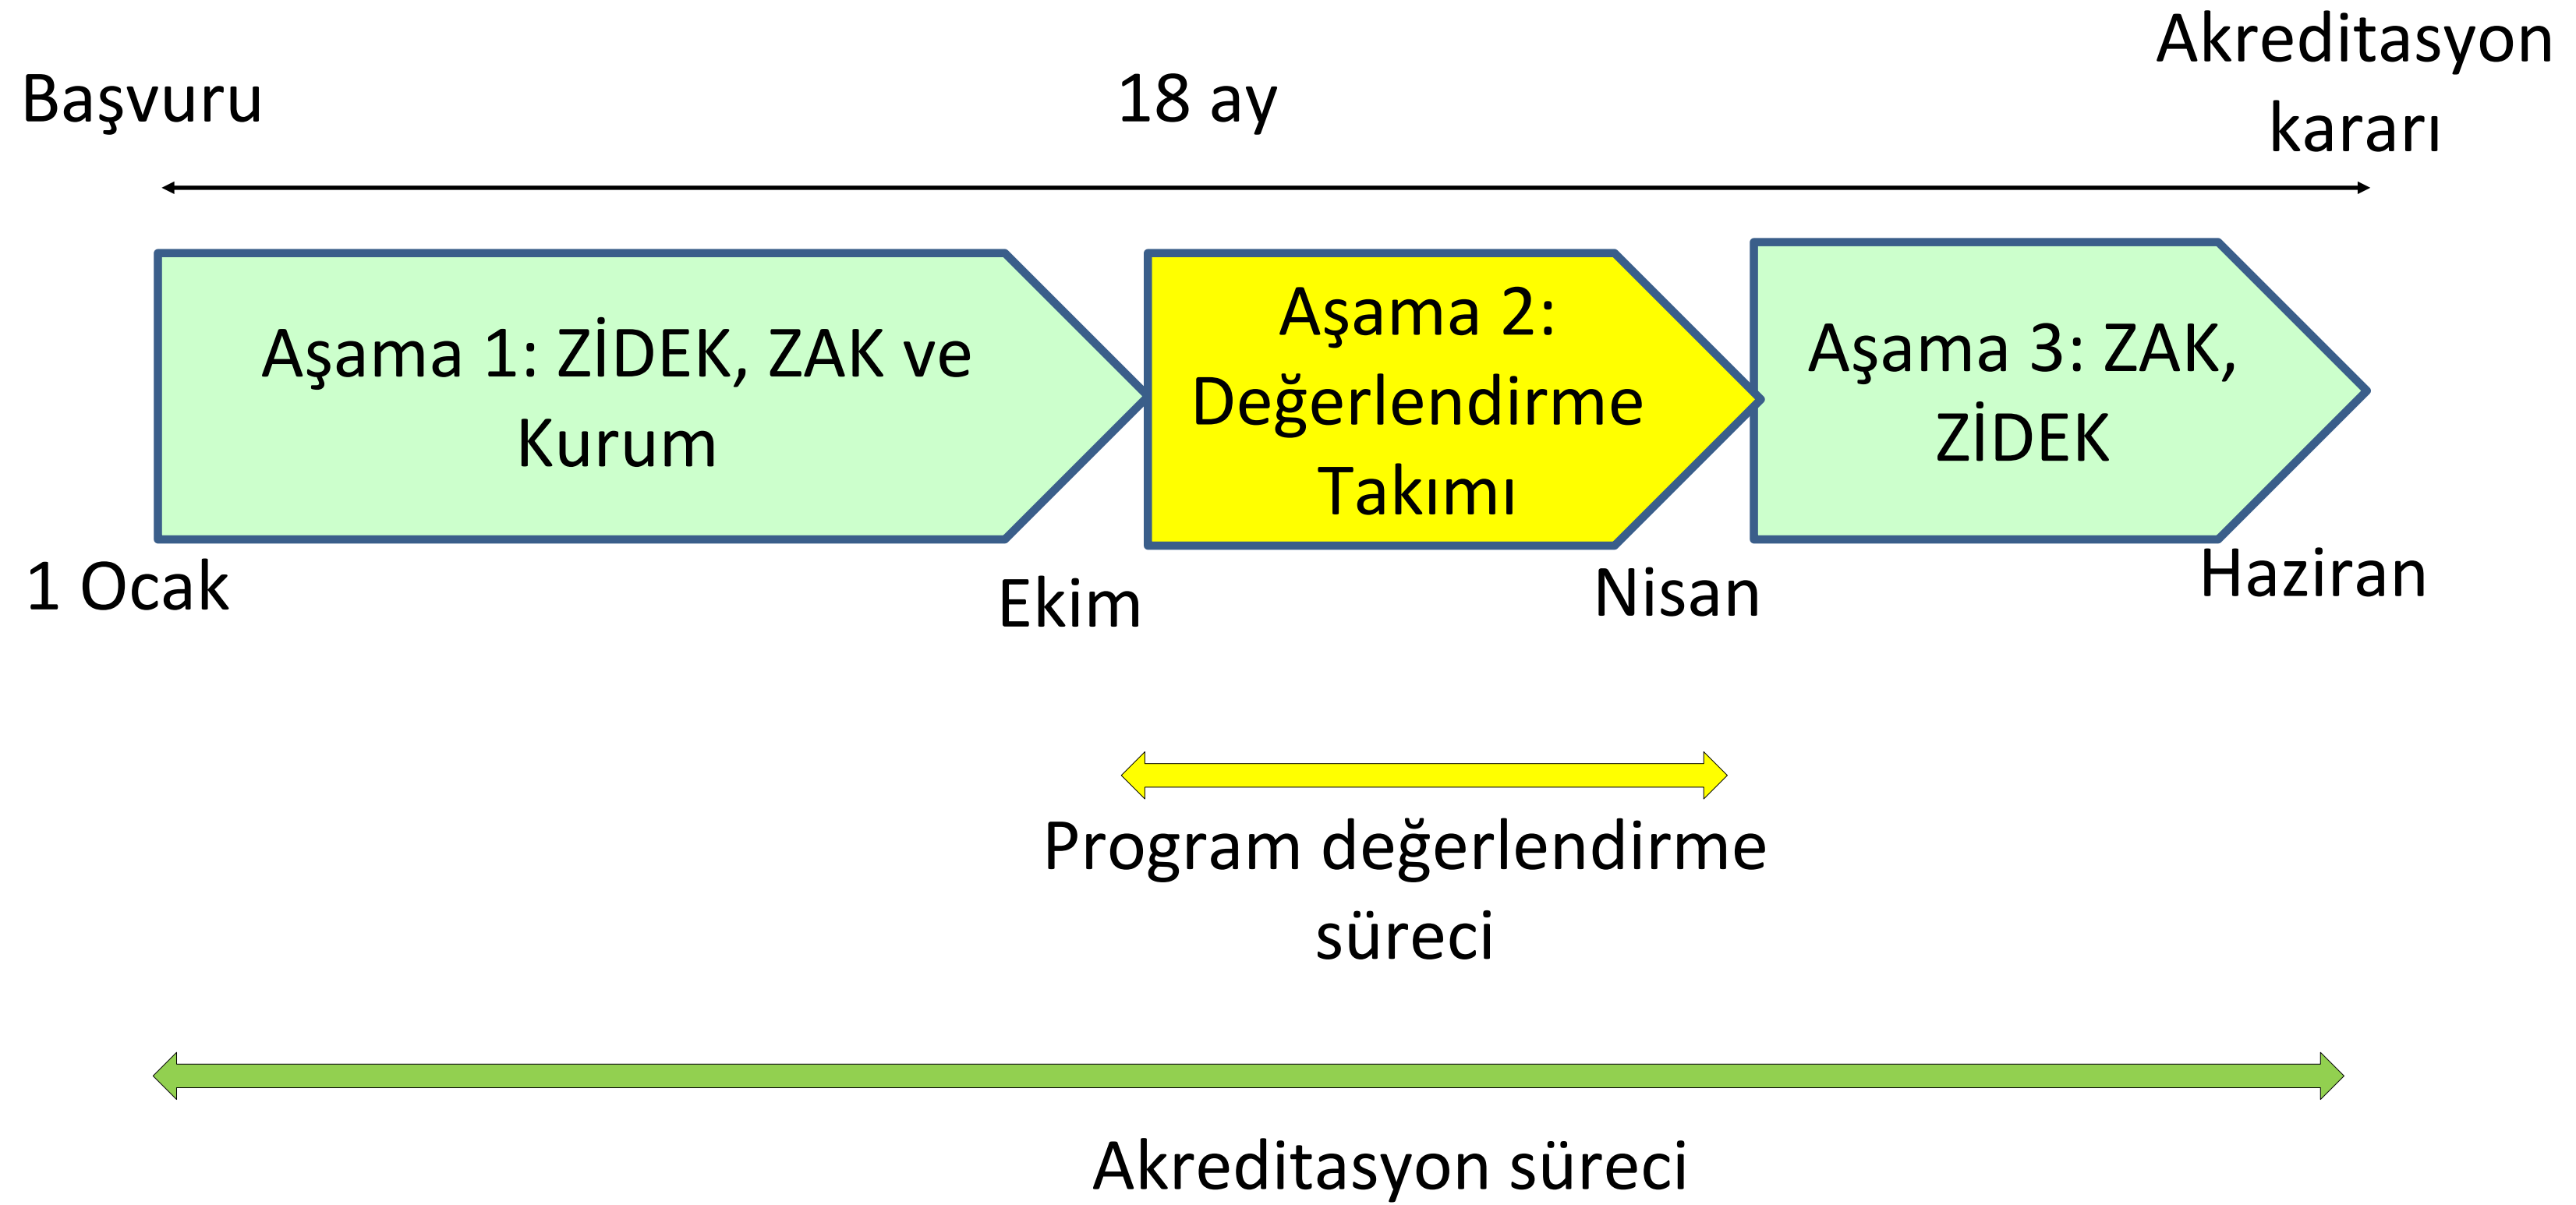 Başvuru
18 ay
Akreditasyon
kararı
Aşama 1: ZİDEK, ZAK ve
Kurum
Aşama 2:
Değerlendirme
Takımı
Aşama 3: ZAK,
ZİDEK
1 Ocak
Ekim
Nisan
Haziran
Program değerlendirme
süreci
Akreditasyon süreci